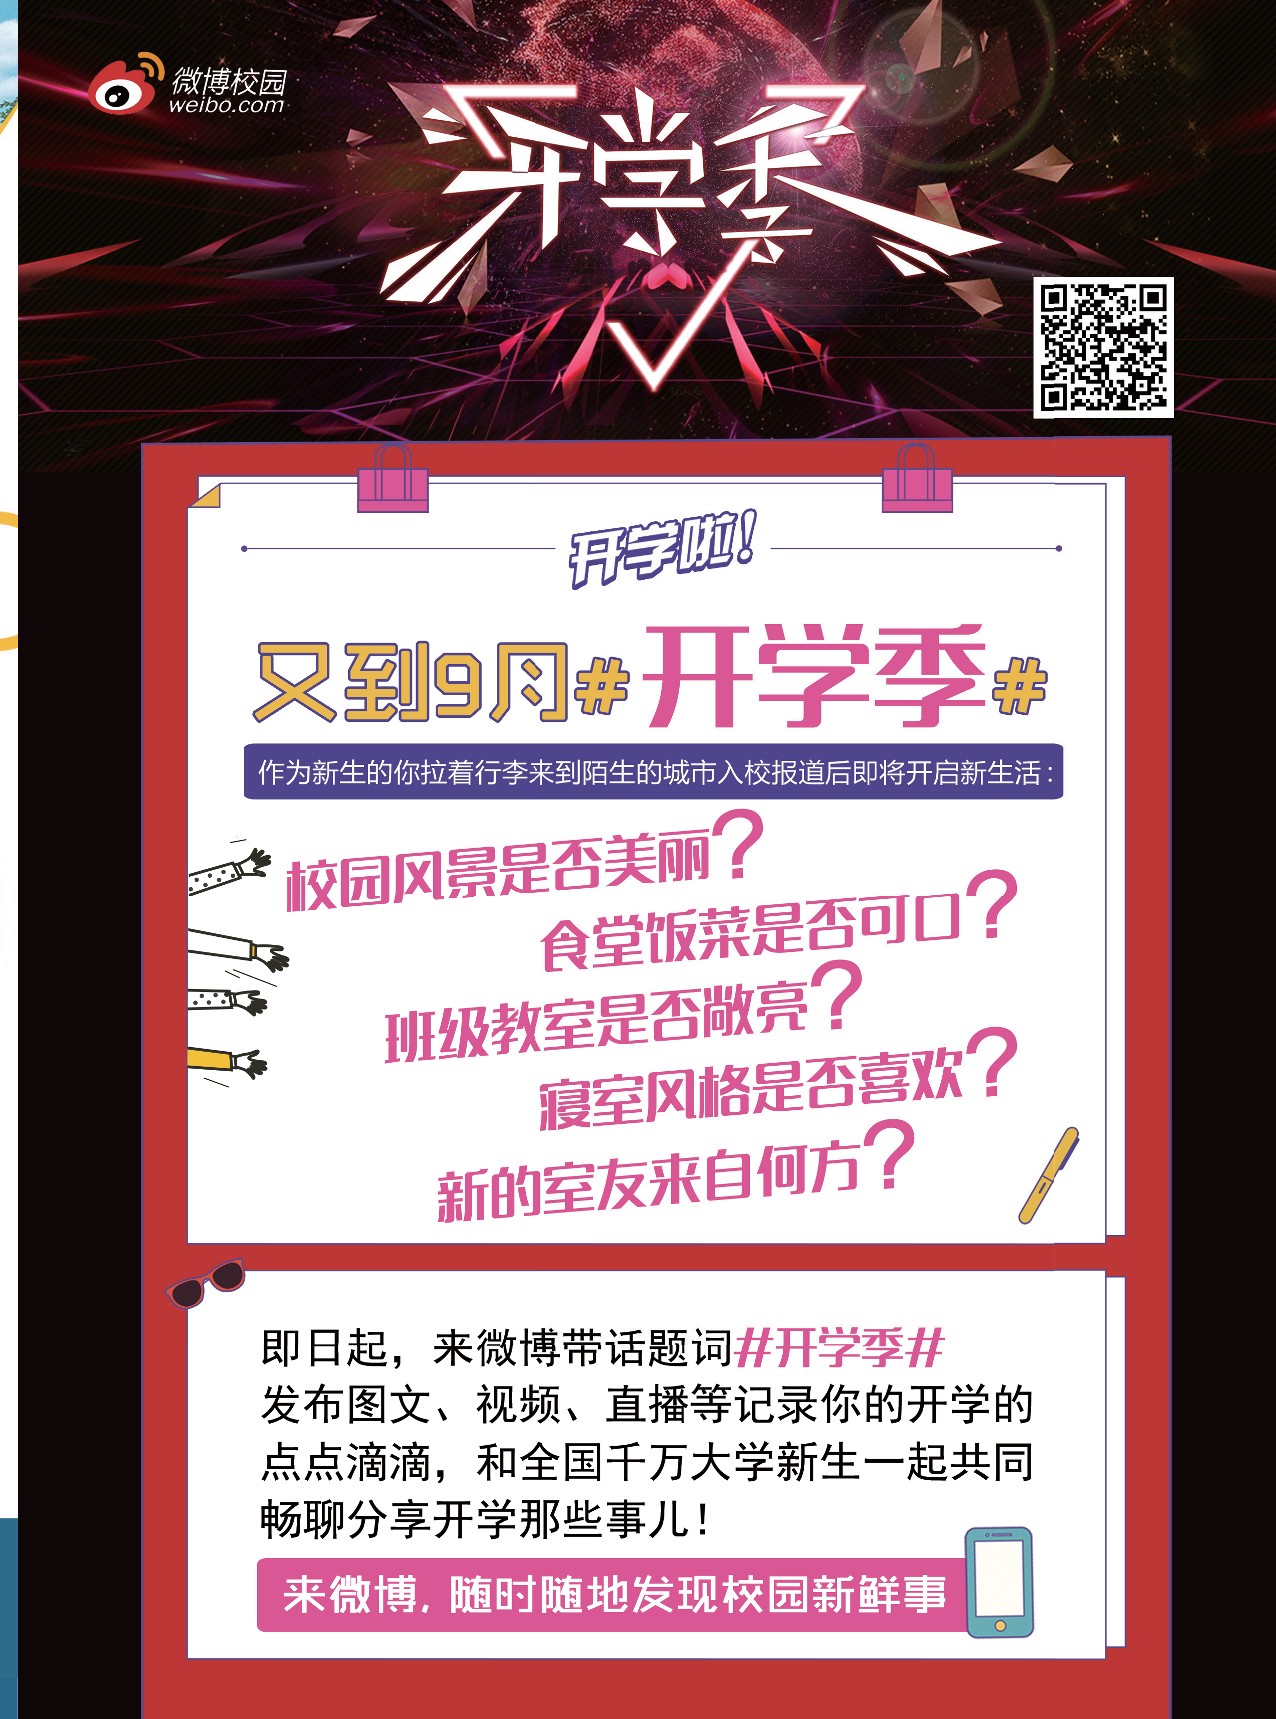 微博校园
weibo.com
开学季
开学啦!
又到9月#开学季#
作为新生的你拉着行李来到陌生的城市入校报道后即将开启新生活:
校园风景是否美丽?
食堂饭菜是否可口?
班级教室是否敞亮?
寝室风格是否喜欢?
新的室友来自何方?
即日起，来微博带话题词#开学季#
发布图文、视频、直播等记录你的开学的
点点滴滴，和全国千万大学新生一起共同
畅聊分享开学那些事儿！
来微博，随时随地发现校园新鲜事